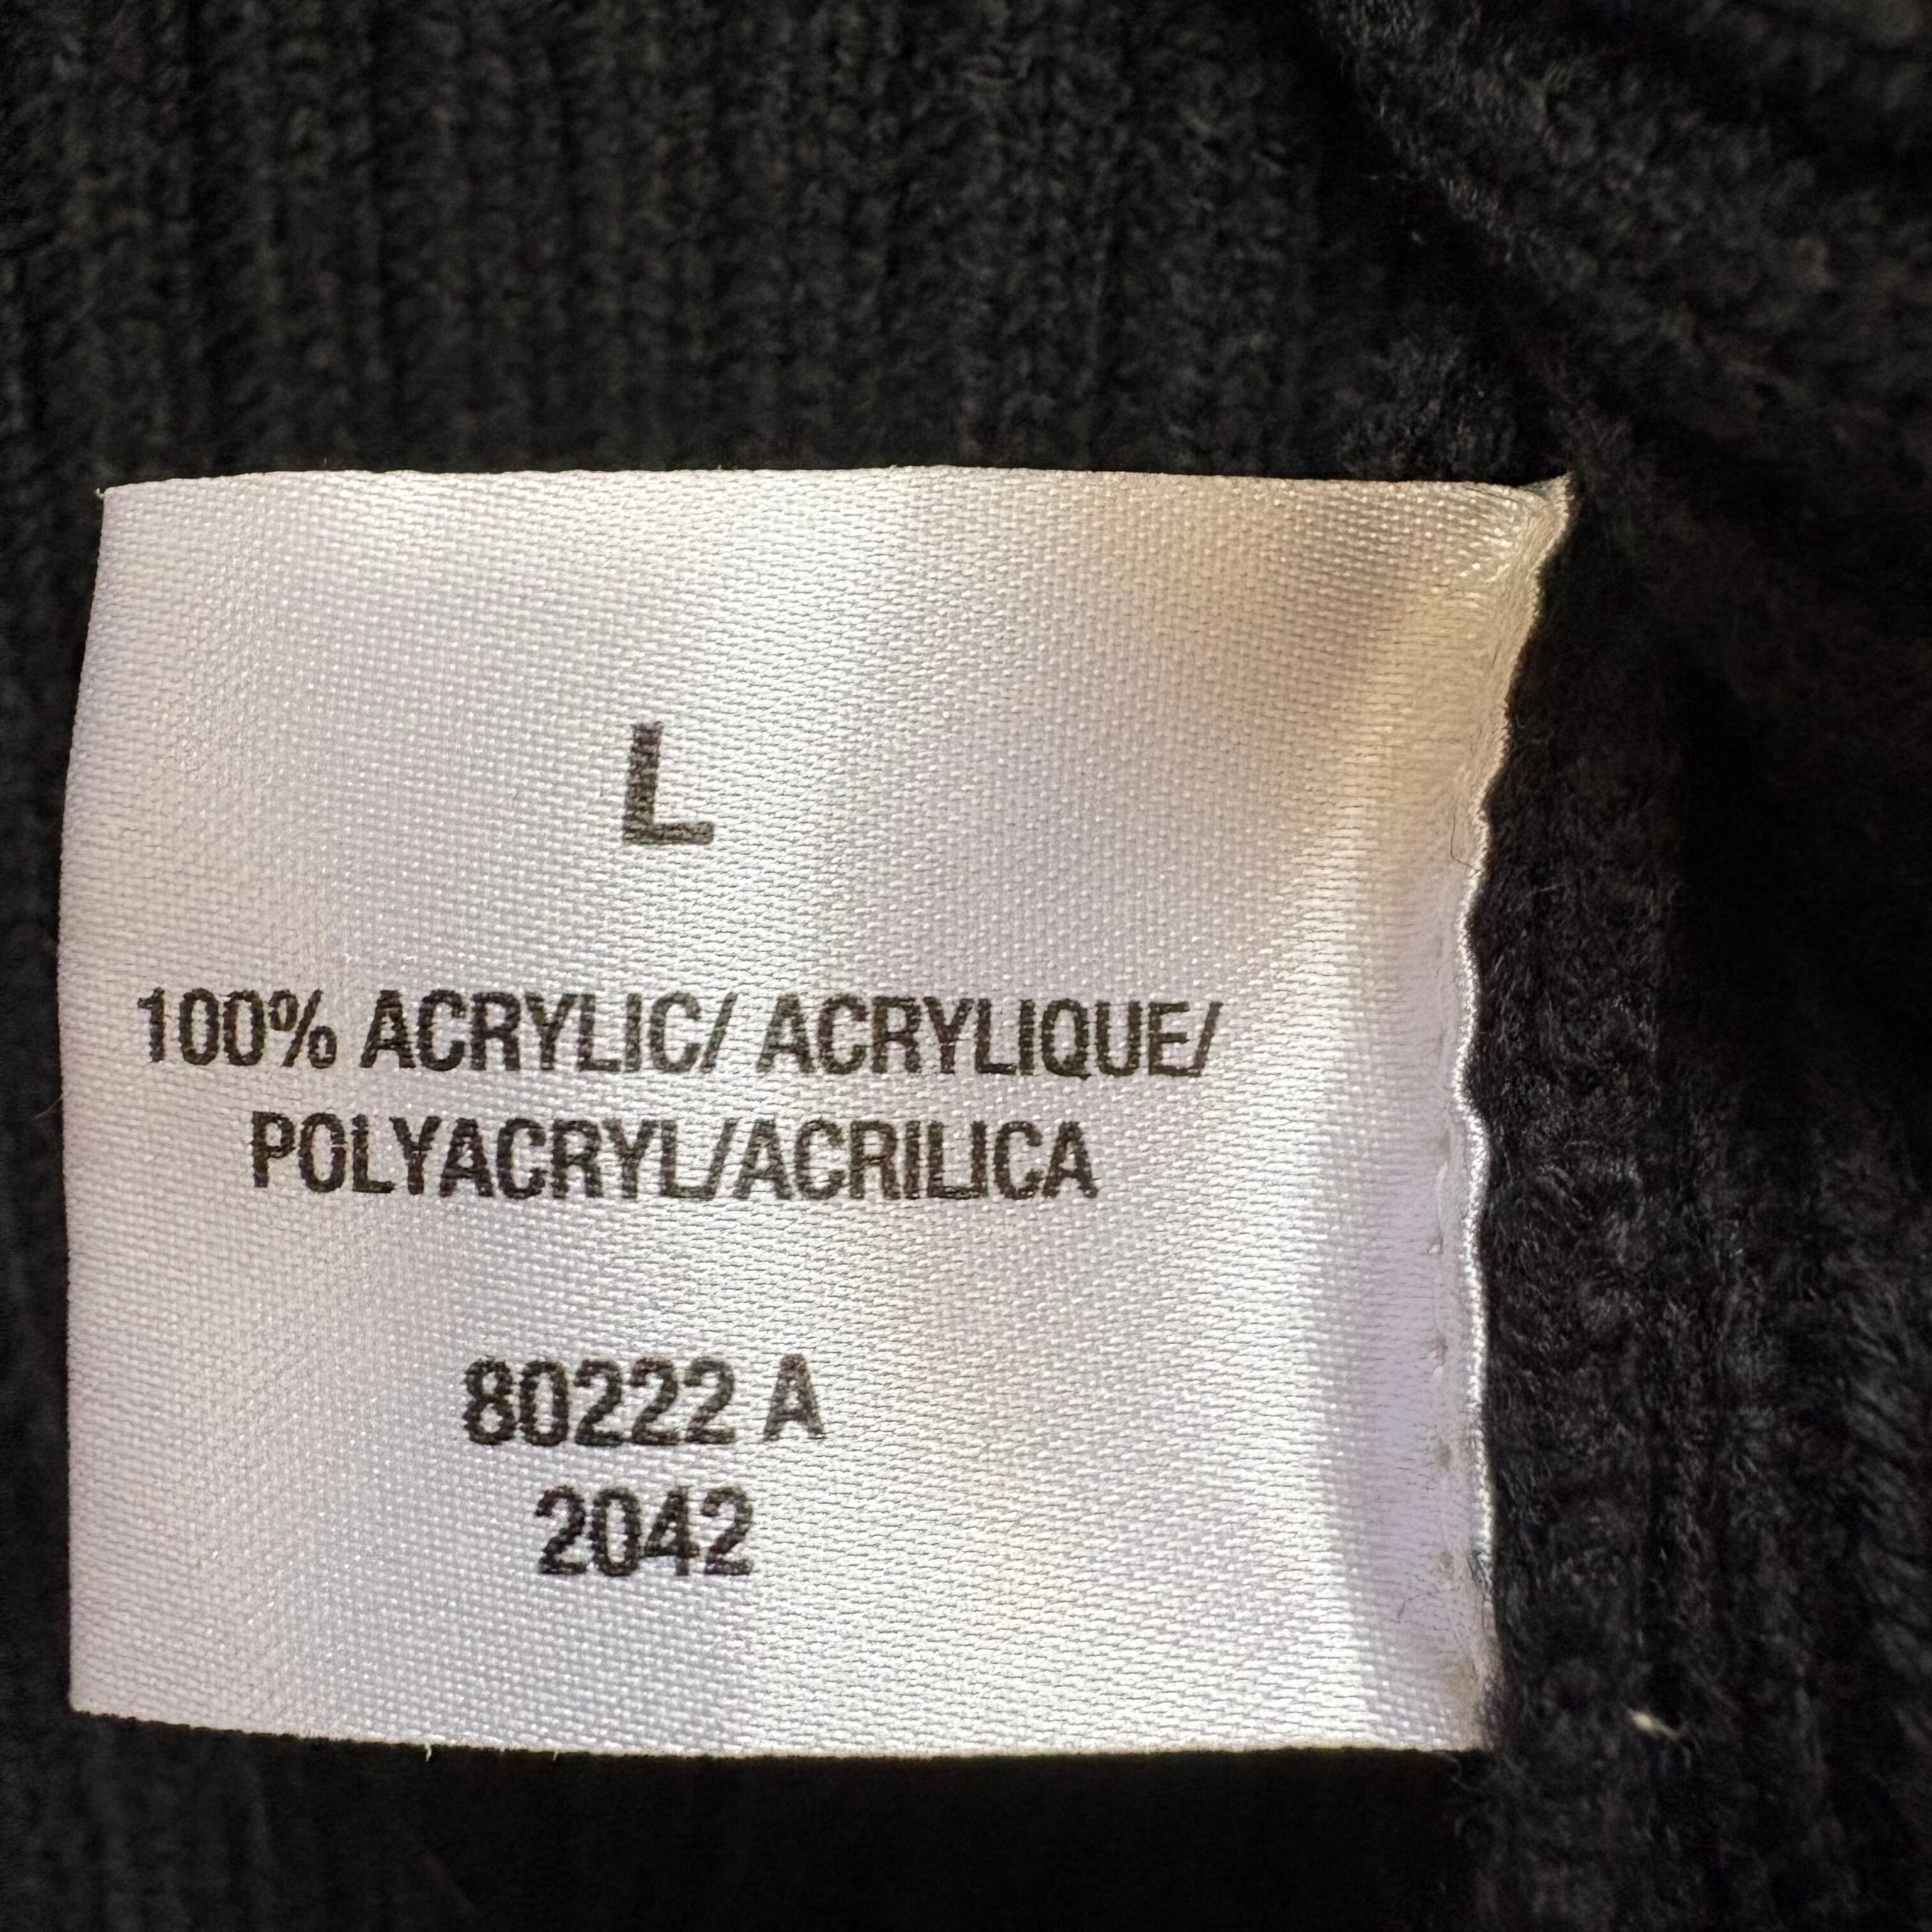 L
100% ACRYLIC/ ACRYLIQUE/
POLYACRYL/ACRILICA
80222 A
2042